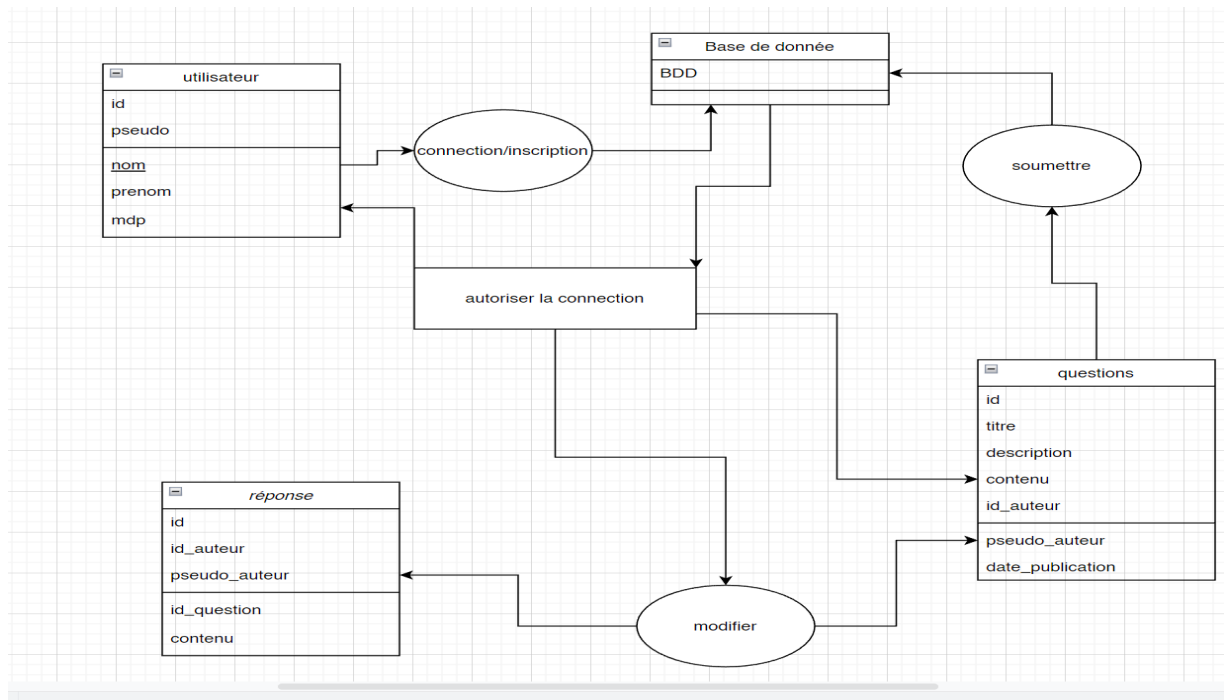 Base de donnée
BDD
utilisateur
id
pseudo
nom
prenom
mdp
connection/inscription
soumettre
autoriser la connection
questions
id
titre
description
contenu
id_auteur
pseudo_auteur
date_publication
réponse
id
id_auteur
pseudo_auteur
id_question
contenu
modifier